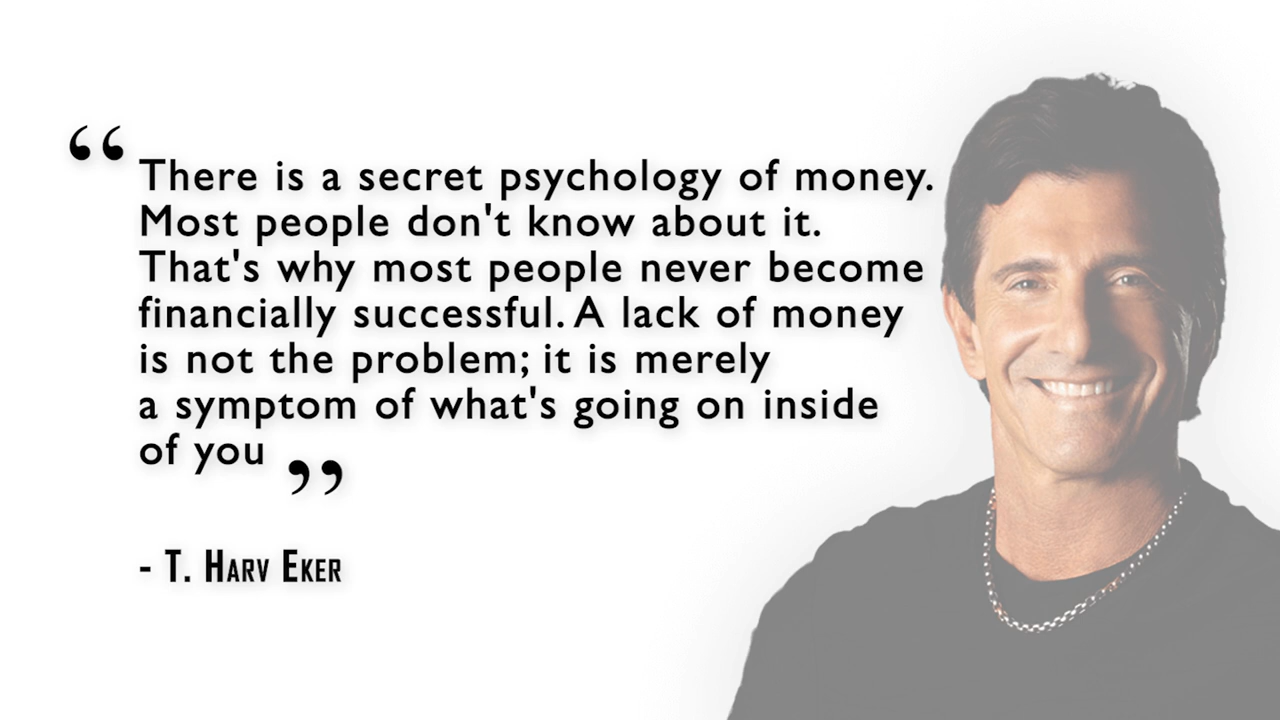 “There is a secret psychology of money.
Most people don't know about it.
That's why most people never become
financially successful. A lack of money
is not the problem; it is merely
a symptom of what's going on inside
of you”
- T. Harv Eker